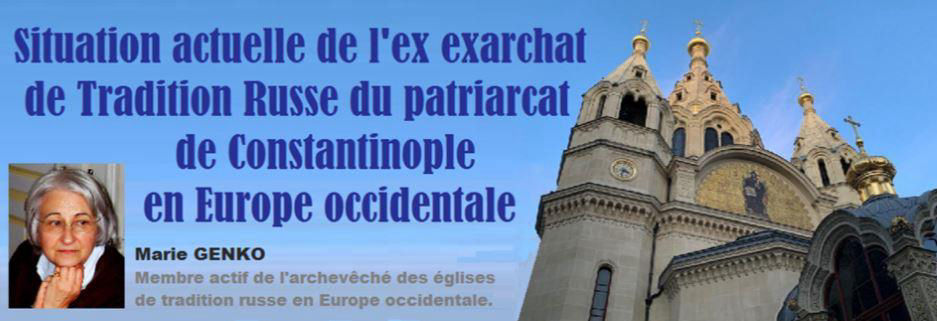 Situation actuelle de l'ex exarchat
de Tradition Russe du patriarcat
de Constantinople
en Europe occidentale
Marie GENKO
Membre actif de l'archevêché des églises
de tradition russe en Europe occidentale.